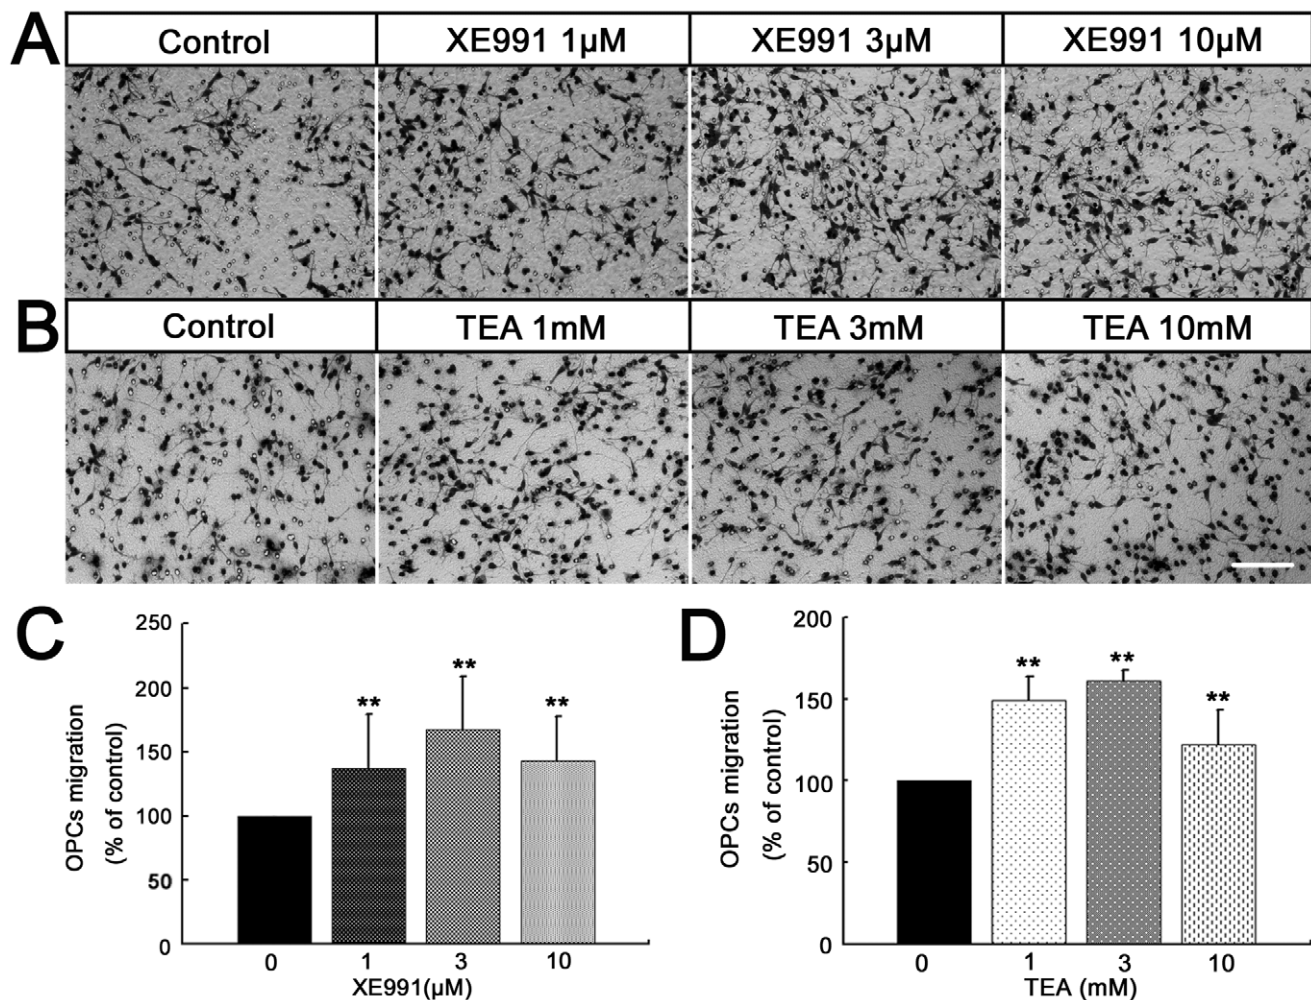 A
Control
XE991 1µM
XE991 3µM
XE991 10µM
B
Control
TEA 1mM
TEA 3mM
TEA 10mM
C
OPCs migration
(% of control)
250
200
150
100
50
0
**
**
**
0
1
3
10
XE991(µM)
D
OPCs migration
(% of control)
200
150
100
50
0
**
**
**
0
1
3
10
TEA (mM)